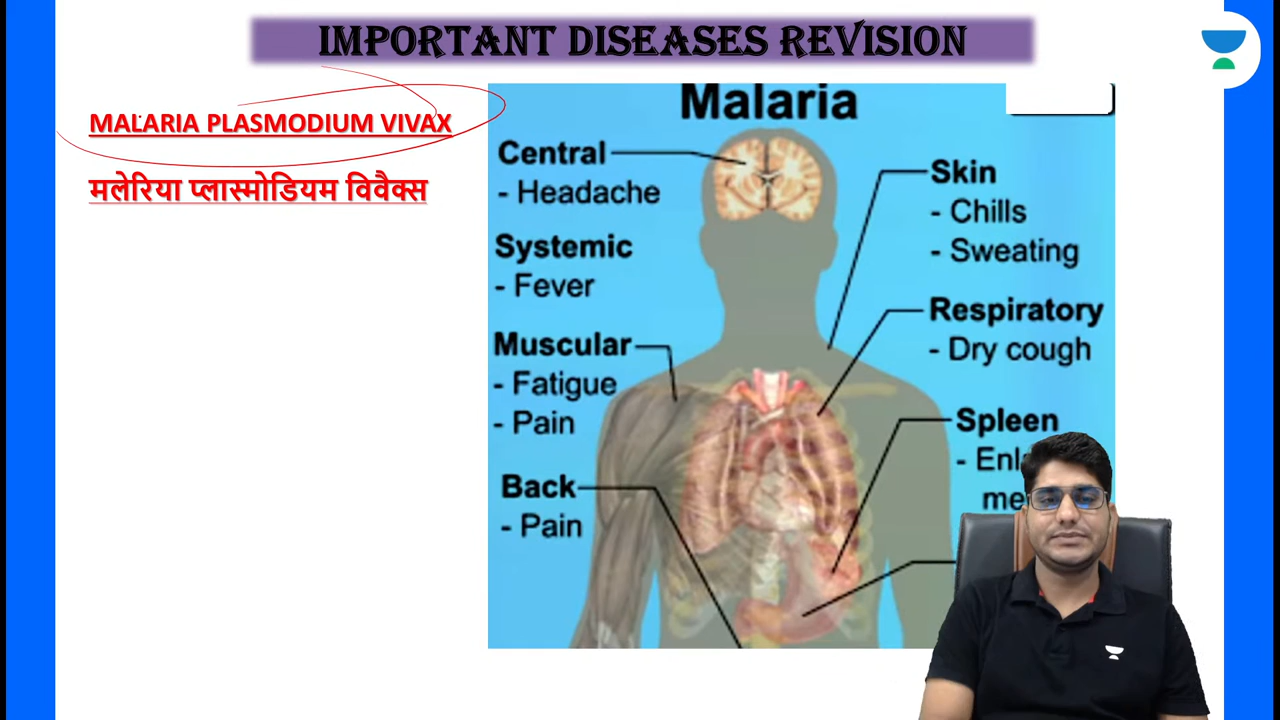 IMPORTANT DISEASES REVISION
MALARIA PLASMODIUM VIVAX
मलेरिया प्लास्मोडियम विवैक्स
Malaria
Central
- Headache
Systemic
- Fever
Muscular
- Fatigue
- Pain
Back
- Pain
Skin
- Chills
- Sweating
Respiratory
- Dry cough
Spleen